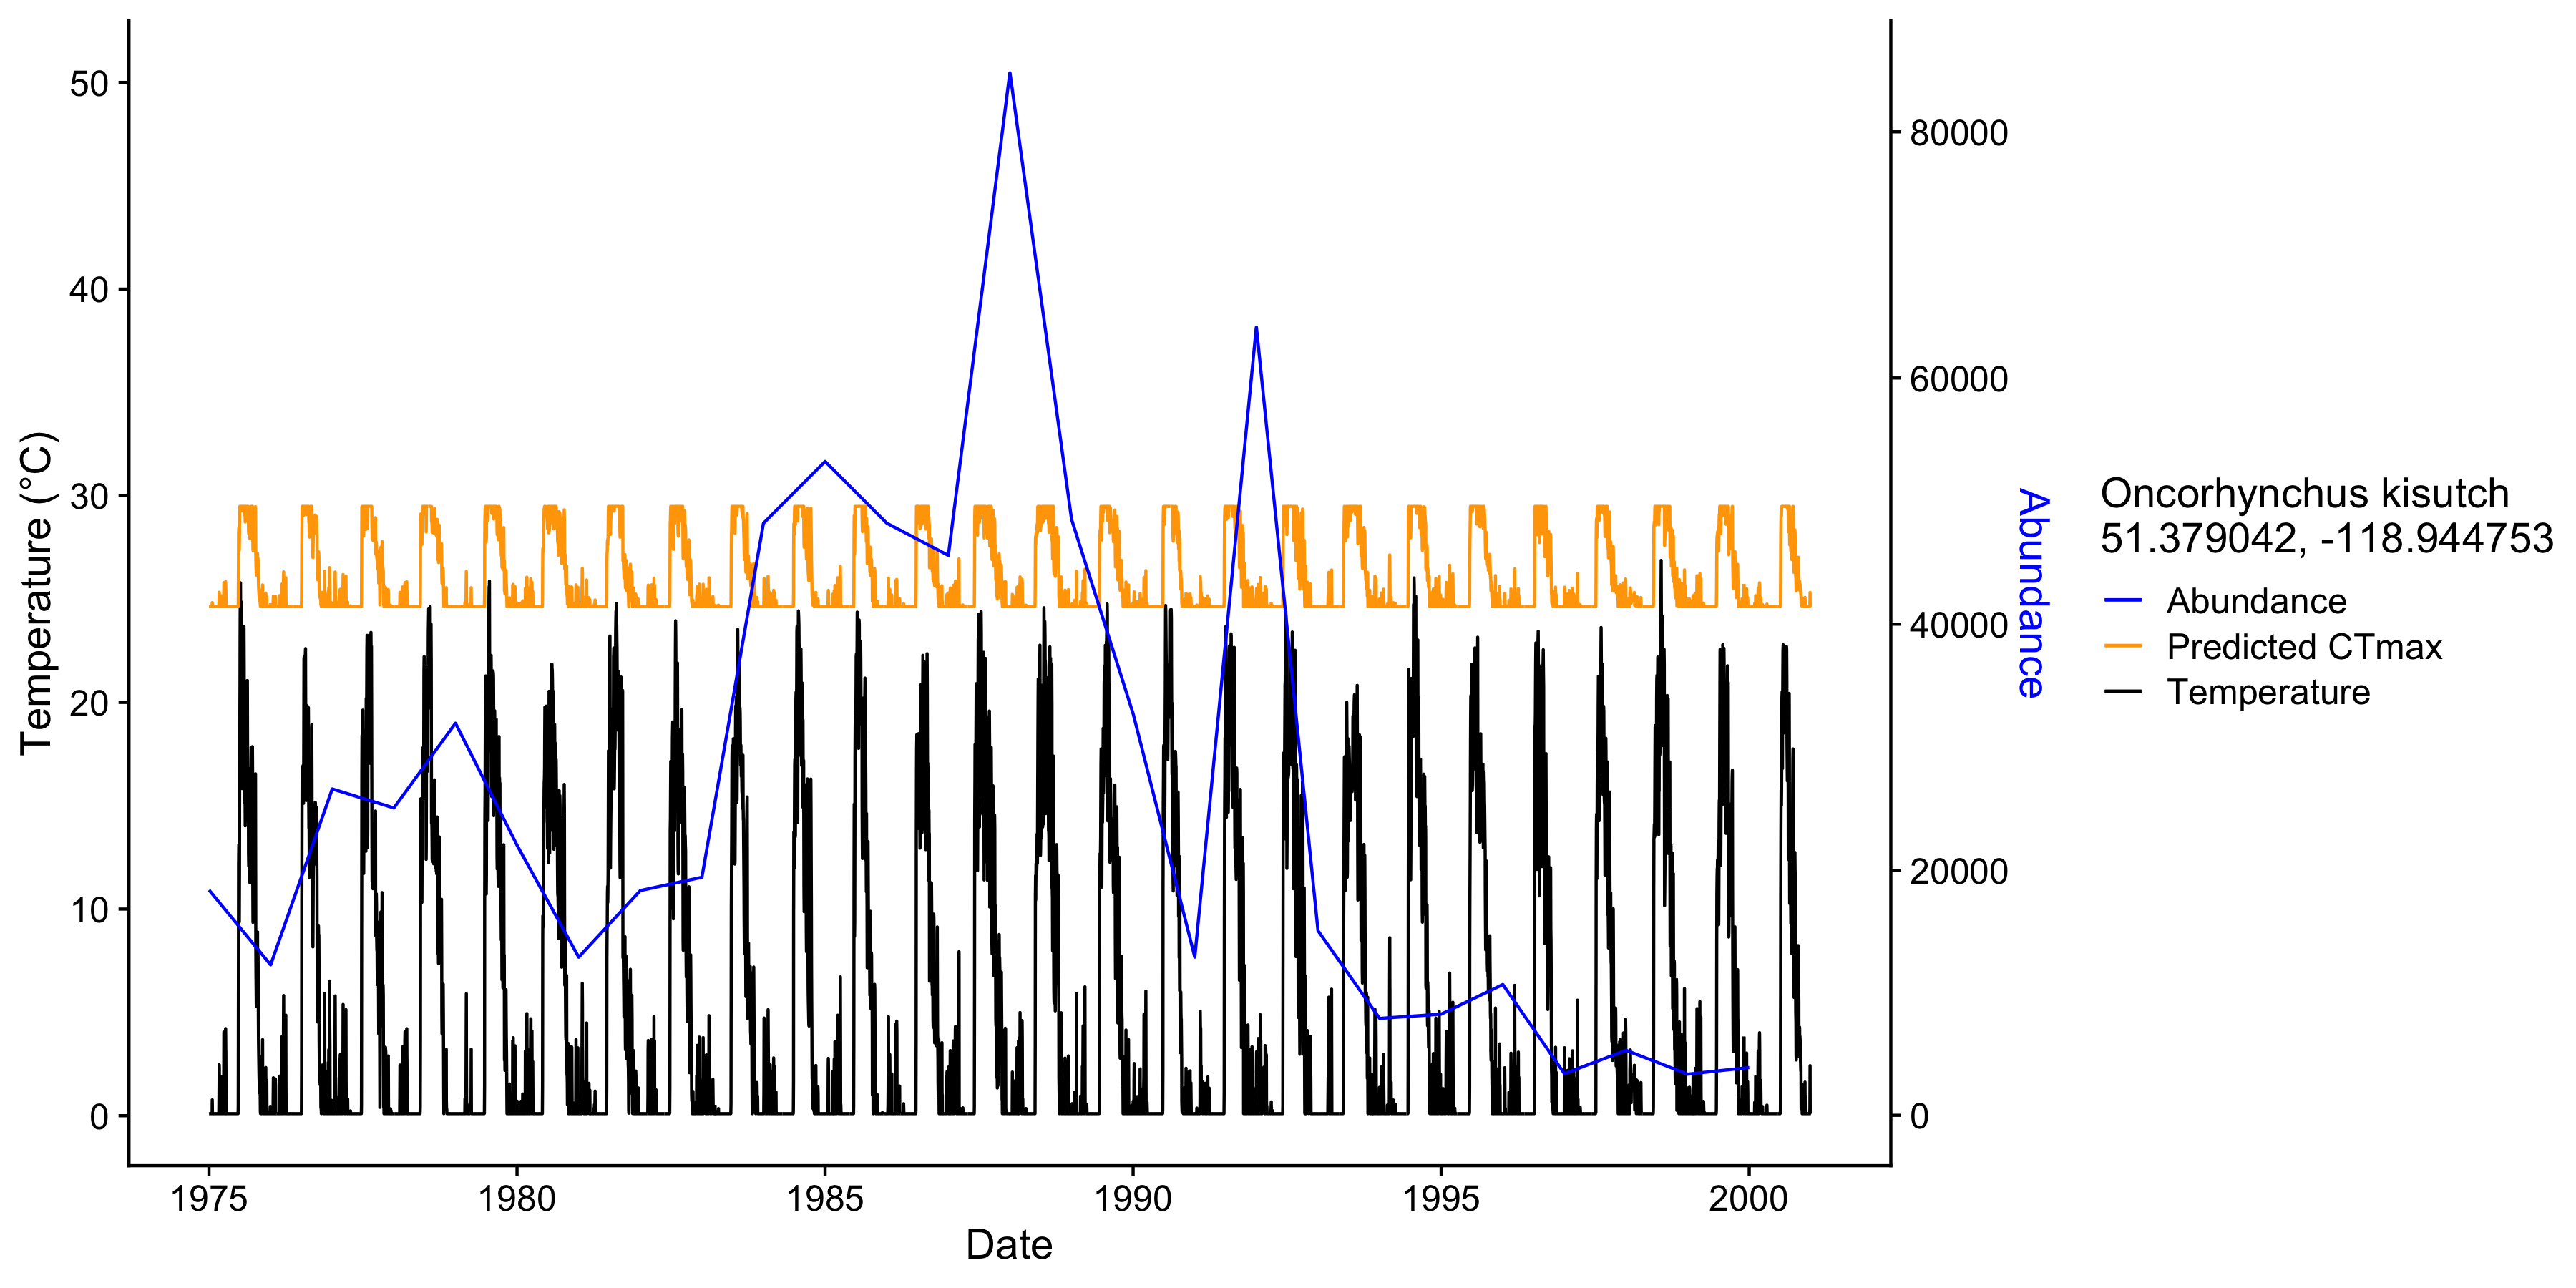 50
40
30
20
10
0
Temperature (°C)
1975
1980
1985
1990
1995
2000
Date
80000
60000
40000
20000
0
Abundance
Oncorhynchus kisutch
51.379042, -118.944753
Abundance
Predicted CTmax
Temperature